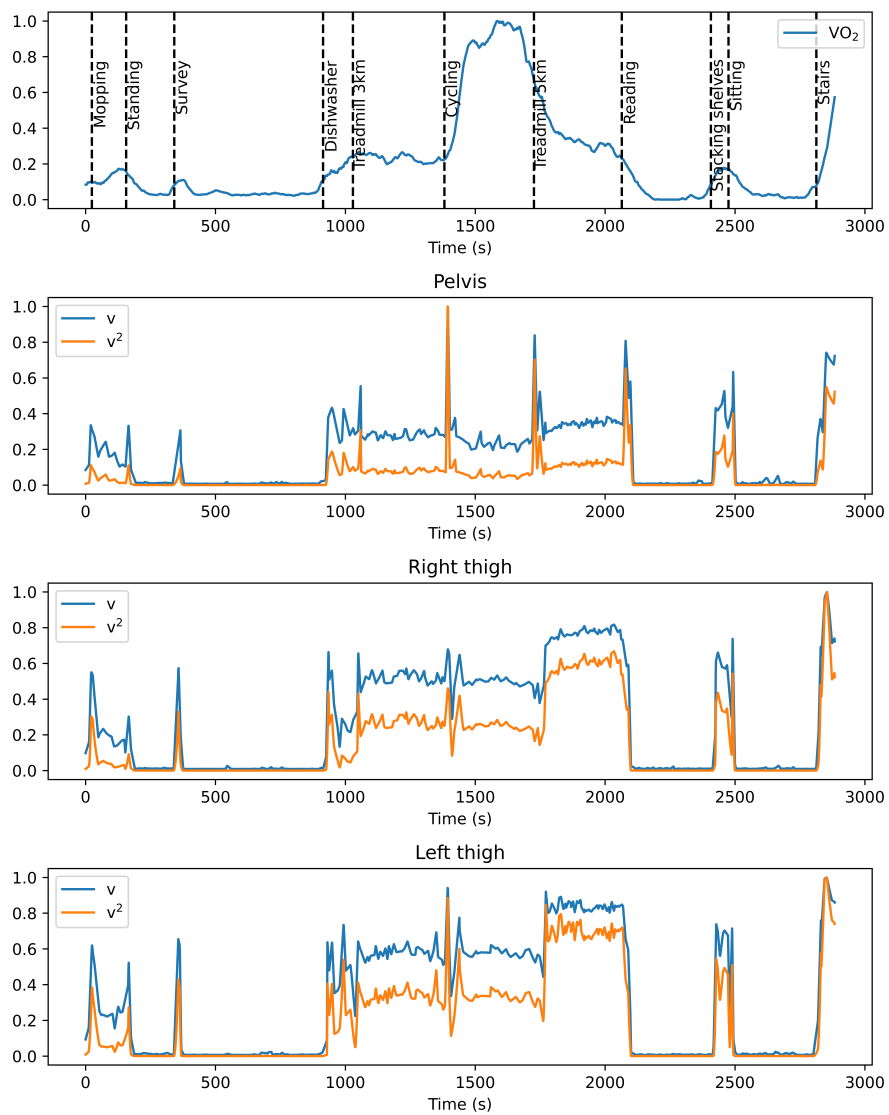 1.0
0.8
0.6
0.4
0.2
0.0
Mopping
Standing
Survey
Dishwasher
Treadmill 3km
Cycling
Treadmill 5km
Reading
Stacking shelves
Sitting
Stairs
VO₂
0 500 1000 1500 2000 2500 3000
Time (s)
Pelvis
1.0
0.8
0.6
0.4
0.2
0.0
v
v²
0 500 1000 1500 2000 2500 3000
Time (s)
Right thigh
1.0
0.8
0.6
0.4
0.2
0.0
v
v²
0 500 1000 1500 2000 2500 3000
Time (s)
Left thigh
1.0
0.8
0.6
0.4
0.2
0.0
v
v²
0 500 1000 1500 2000 2500 3000
Time (s)